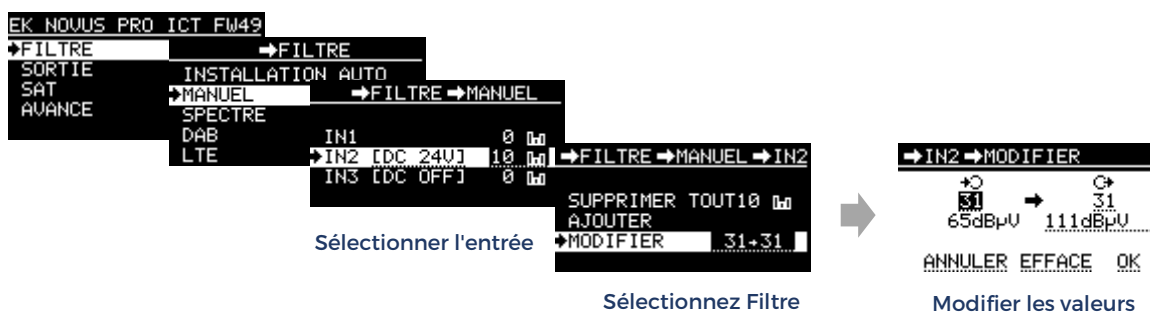 EK NOVUS PRO ICT FW49
➔FILTRE
SORTIE
SAT
AVANCE
➔FILTRE
INSTALLATION AUTO
➔MANUEL
SPECTRE
DAB
LTE
➔FILTRE ➔MANUEL
IN1 0
➔IN2 [DC 24V] 10
IN3 [DC OFF] 0
Sélectionner l'entrée
➔FILTRE ➔MANUEL ➔IN2
SUPPRIMER TOUT10
AJOUTER
➔MODIFIER 31→31
Sélectionnez Filtre
➔IN2 ➔MODIFIER
31 ➔ 31
65dBµV 111dBµV
ANNULER EFFACE OK
Modifier les valeurs